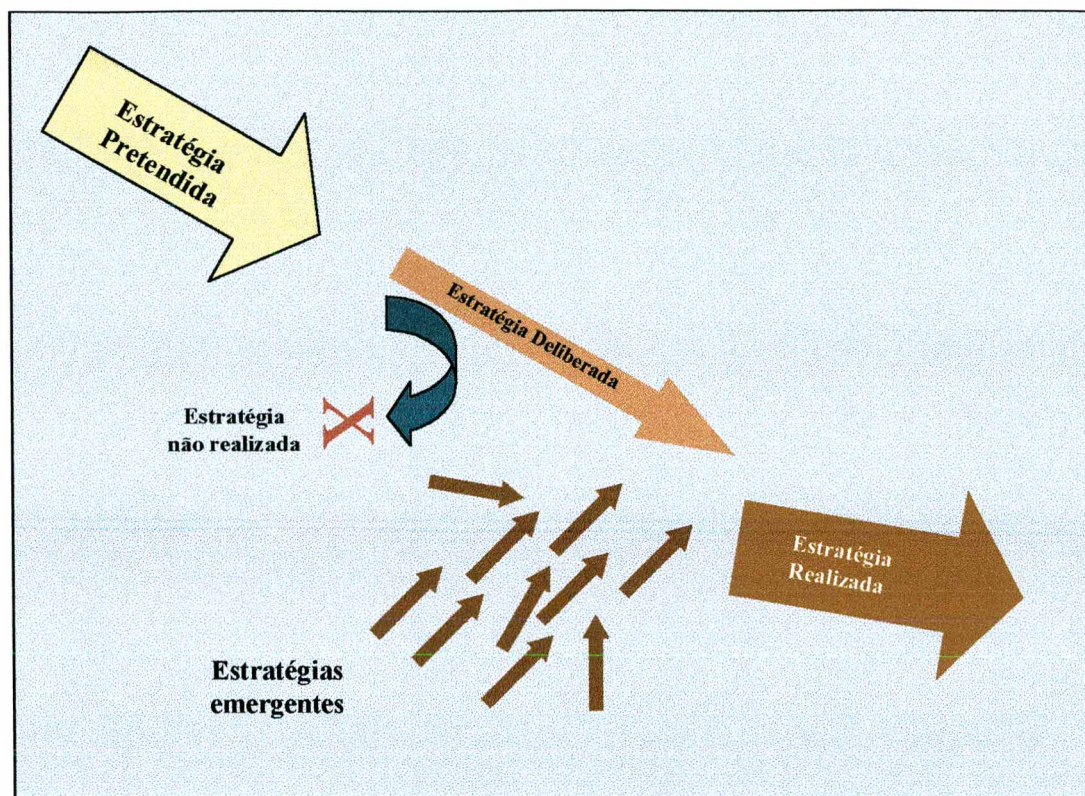 Estratégia
Pretendida
Estratégia Deliberada
Estratégia
não realizada
X
Estratégia
Realizada
Estratégias
emergentes